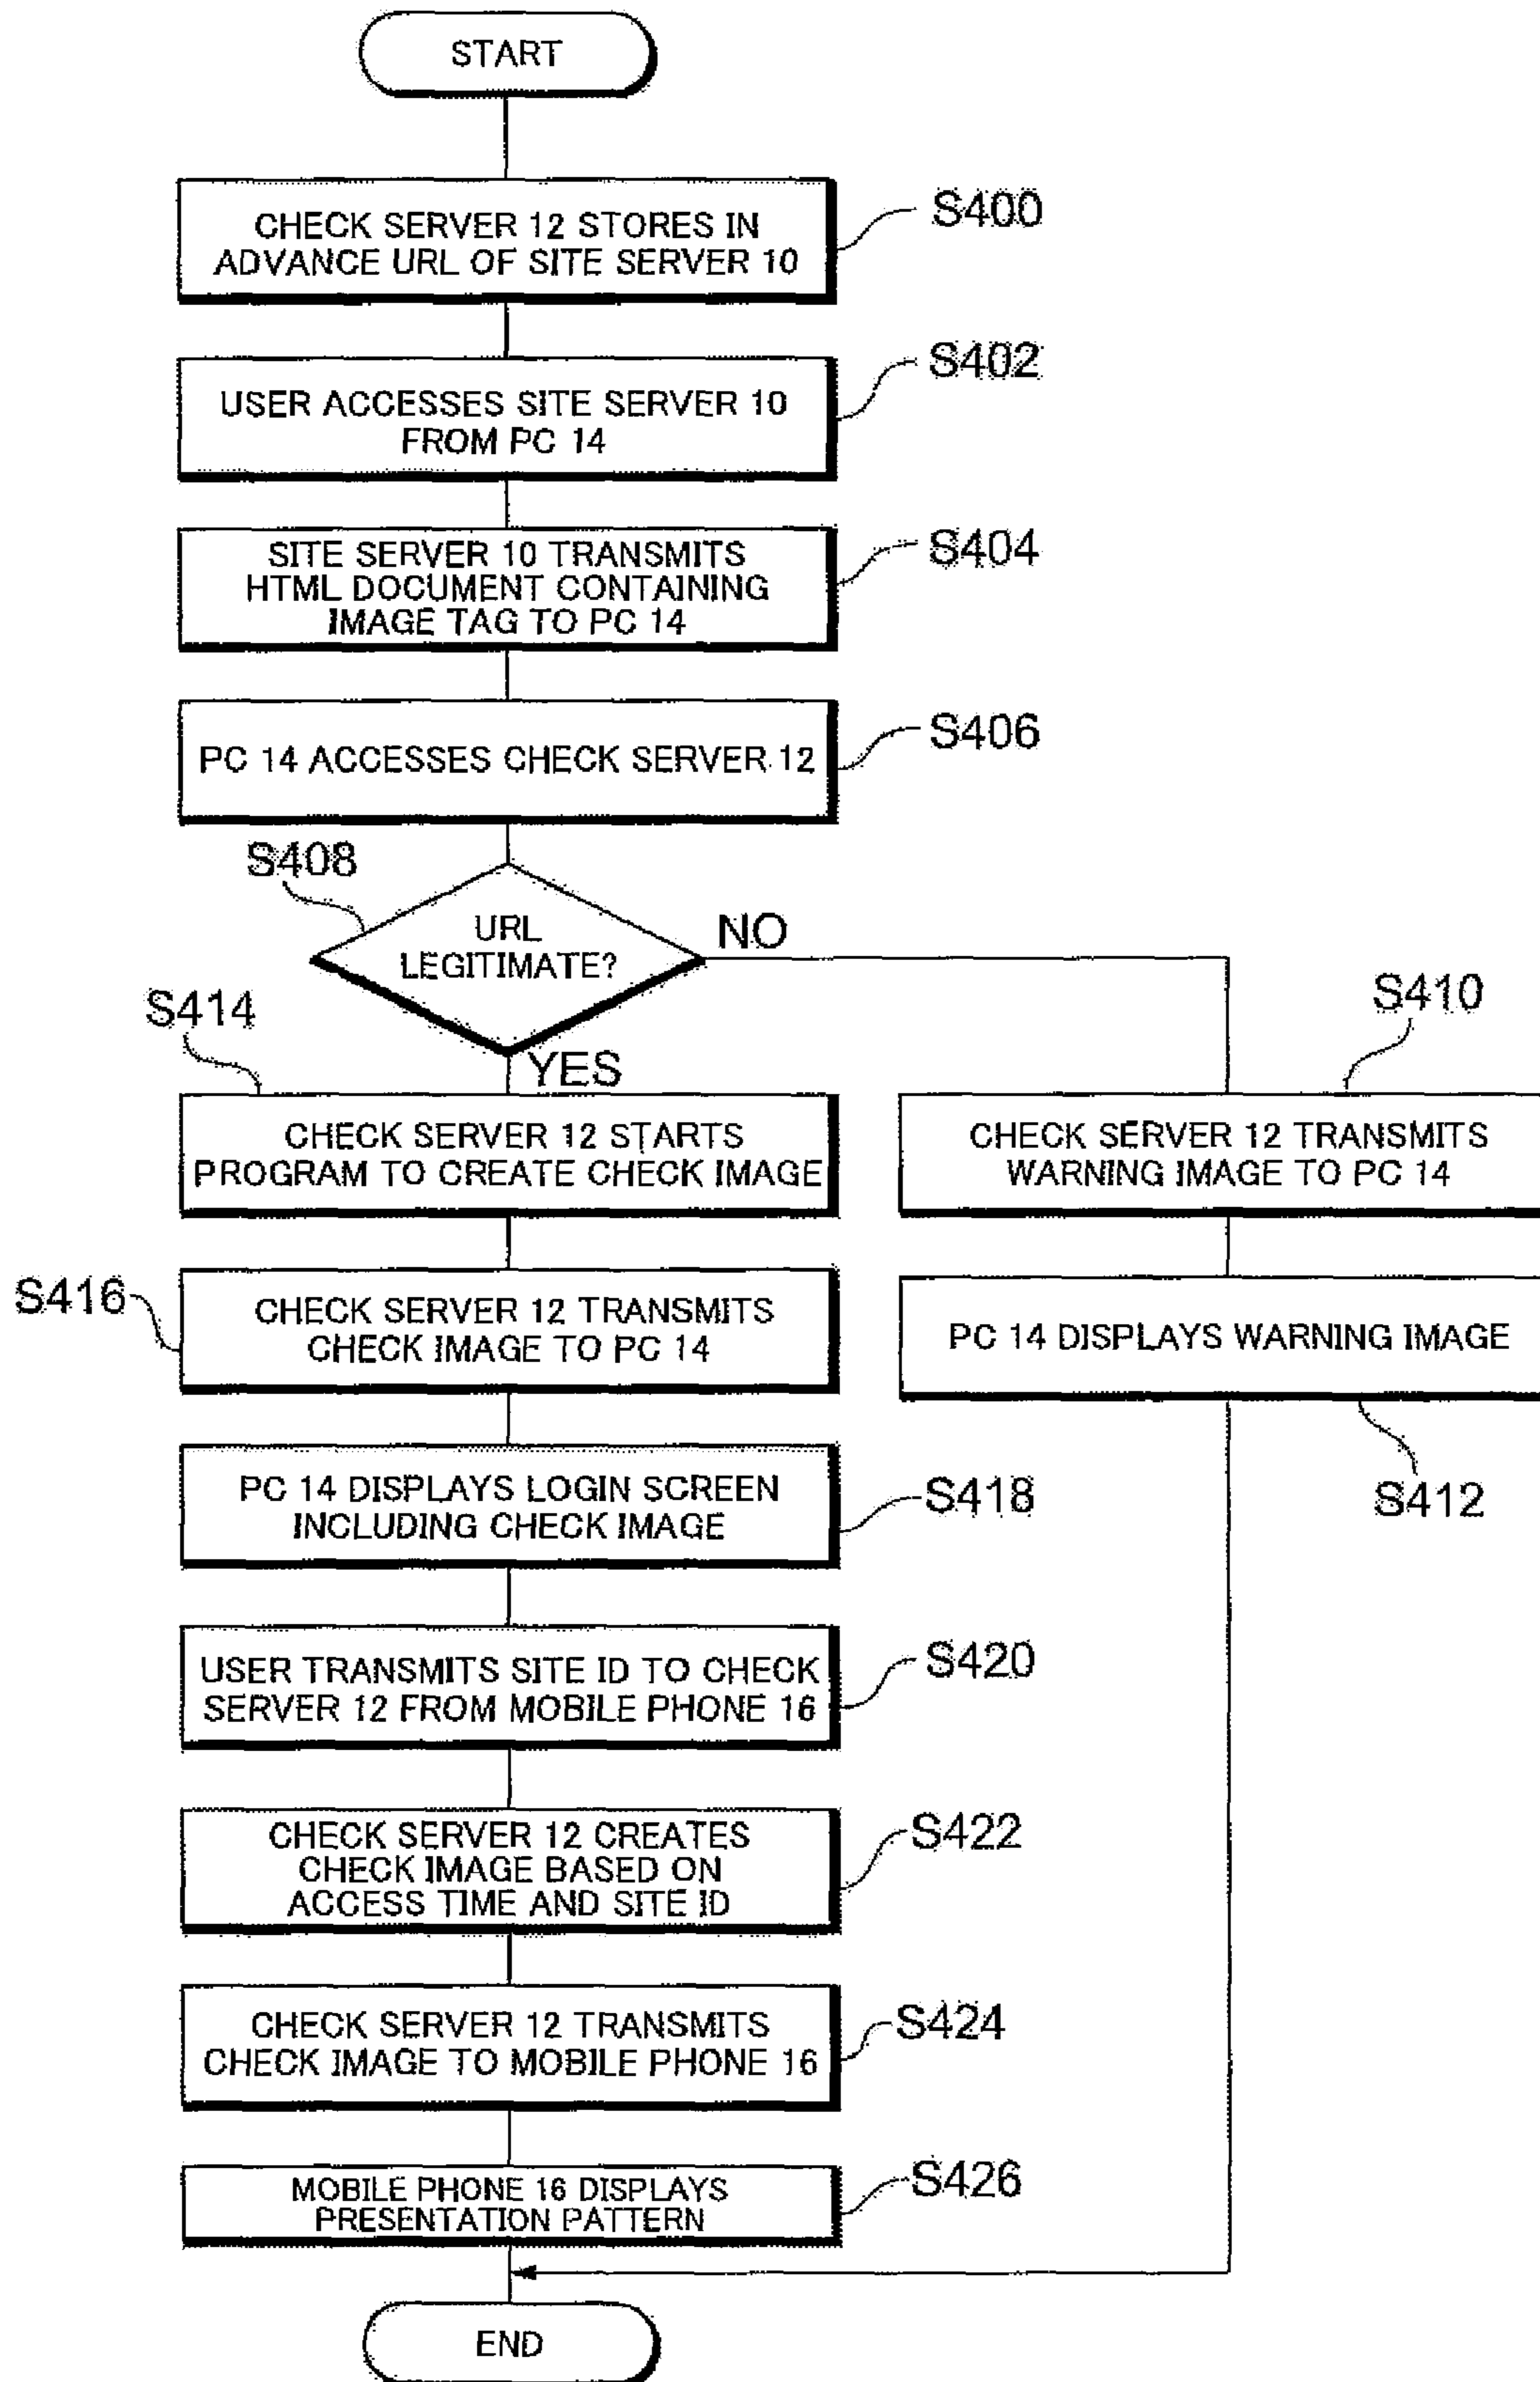 START
CHECK SERVER 12 STORES IN
ADVANCE URL OF SITE SERVER 10
S400
USER ACCESSES SITE SERVER 10
FROM PC 14
S402
SITE SERVER 10 TRANSMITS
HTML DOCUMENT CONTAINING
IMAGE TAG TO PC 14
S404
PC 14 ACCESSES CHECK SERVER 12
S406
S408
URL
LEGITIMATE?
NO
YES
S414
CHECK SERVER 12 STARTS
PROGRAM TO CREATE CHECK IMAGE
S410
CHECK SERVER 12 TRANSMITS
WARNING IMAGE TO PC 14
S416
CHECK SERVER 12 TRANSMITS
CHECK IMAGE TO PC 14
PC 14 DISPLAYS WARNING IMAGE
S412
PC 14 DISPLAYS LOGIN SCREEN
INCLUDING CHECK IMAGE
S418
USER TRANSMITS SITE ID TO CHECK
SERVER 12 FROM MOBILE PHONE 16
S420
CHECK SERVER 12 CREATES
CHECK IMAGE BASED ON
ACCESS TIME AND SITE ID
S422
CHECK SERVER 12 TRANSMITS
CHECK IMAGE TO MOBILE PHONE 16
S424
MOBILE PHONE 16 DISPLAYS
PRESENTATION PATTERN
S426
END